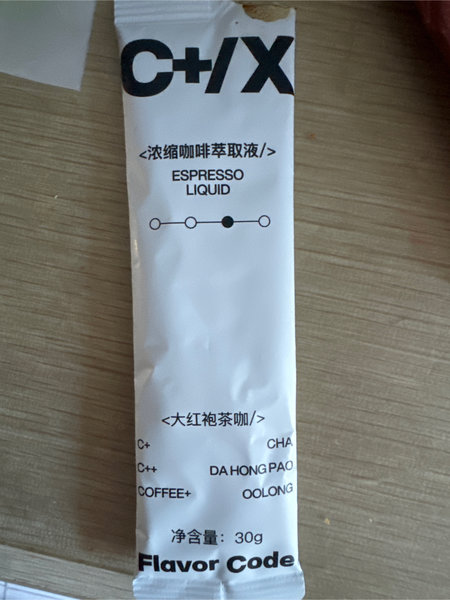 C+/X
<浓缩咖啡萃取液/>
ESPRESSO
LIQUID
<大红袍茶咖/>
C+ CHA
C++ DA HONG PAO
COFFEE+ OOLONG
净含量：30g
Flavor Code